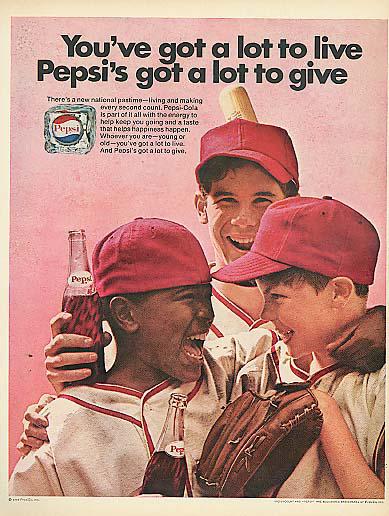 You've got a lot to live
Pepsi's got a lot to give
There's a new national pastime—living and making
every second count. Pepsi-Cola
is part of it all with the energy to
help keep you going and a taste
that helps happiness happen.
Whoever you are—young or
old—you've got a lot to live.
And Pepsi's got a lot to give.
Pepsi
Pepsi
Pep